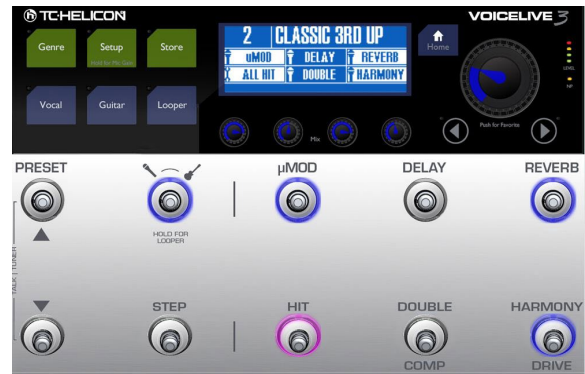 TC·HELICON
VOICELIVE 3
Genre
Setup
Hold for Mic Gain
Store
2 CLASSIC 3RD UP
µMOD DELAY REVERB
ALL HIT DOUBLE HARMONY
Home
LEVEL
INP
Vocal
Guitar
Looper
Mix
Push for Favorite
PRESET
µMOD
DELAY
REVERB
HOLD FOR
LOOPER
TALK | TUNER
STEP
HIT
DOUBLE
HARMONY
COMP
DRIVE